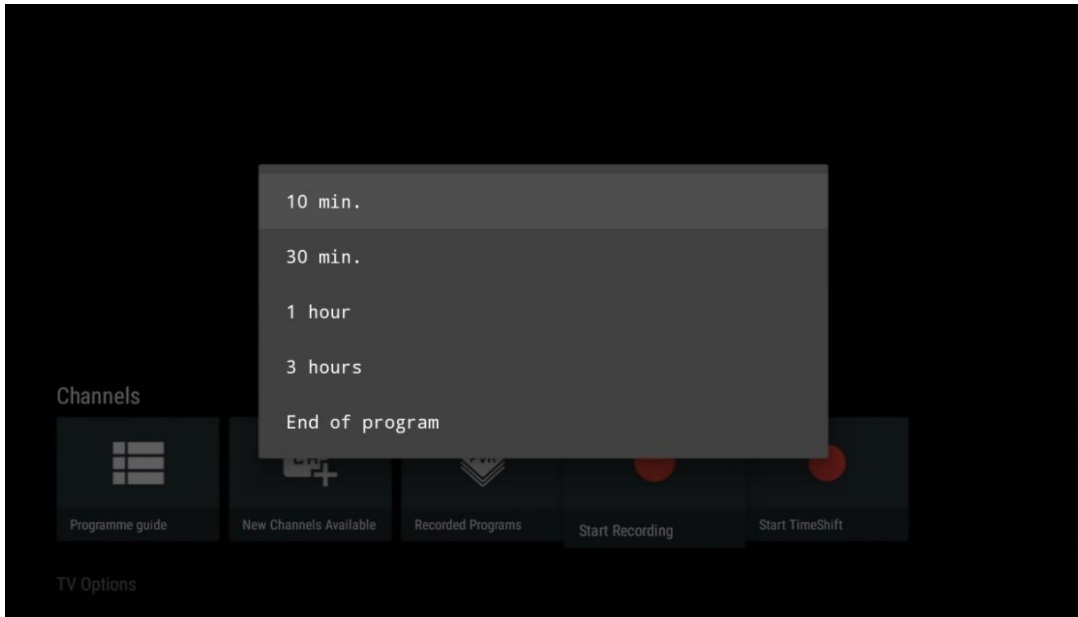 10 min.
30 min.
1 hour
3 hours
End of program
Channels
Programme guide
New Channels Available
Recorded Programs
Start Recording
Start TimeShift
TV Options